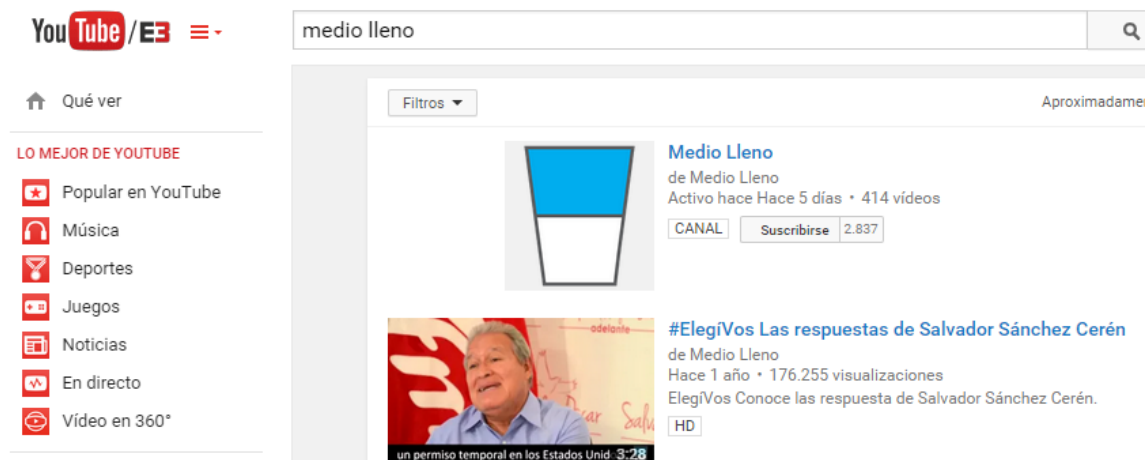 YouTube /E3
medio lleno
Qué ver
LO MEJOR DE YOUTUBE
Popular en YouTube
Música
Deportes
Juegos
Noticias
En directo
Vídeo en 360°
Filtros
Medio Lleno
de Medio Lleno
Activo hace Hace 5 días • 414 vídeos
CANAL Suscribirse 2.837
adelante
Salv
un permiso temporal en los Estados Unid 3:28
#ElegíVos Las respuestas de Salvador Sánchez Cerén
de Medio Lleno
Hace 1 año • 176.255 visualizaciones
ElegíVos Conoce las respuesta de Salvador Sánchez Cerén.
HD